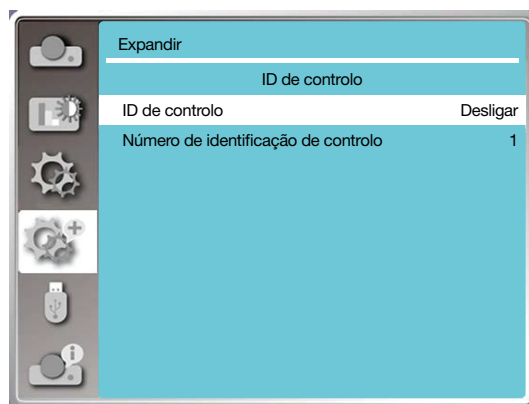 Expandir
ID de controlo
ID de controlo Desligar
Número de identificação de controlo 1